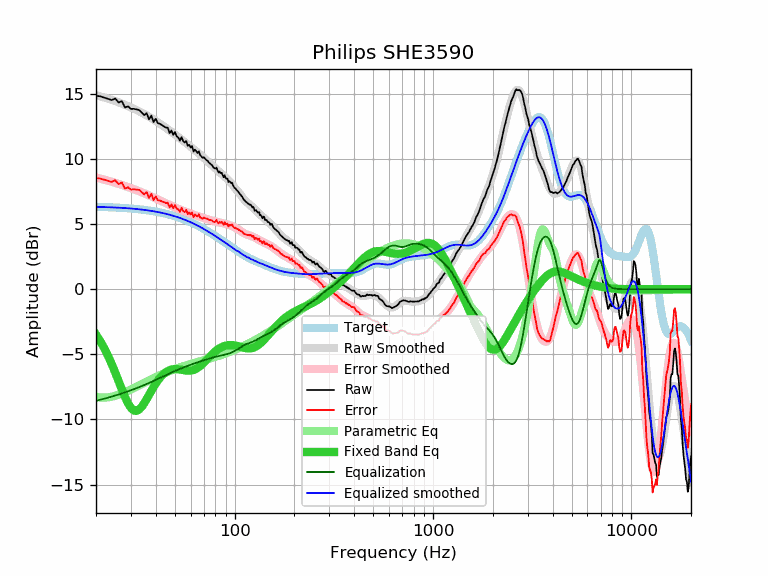 Philips SHE3590
Amplitude (dBr)
15
10
5
0
−5
−10
−15
Target
Raw Smoothed
Error Smoothed
Raw
Error
Parametric Eq
Fixed Band Eq
Equalization
Equalized smoothed
100
1000
10000
Frequency (Hz)